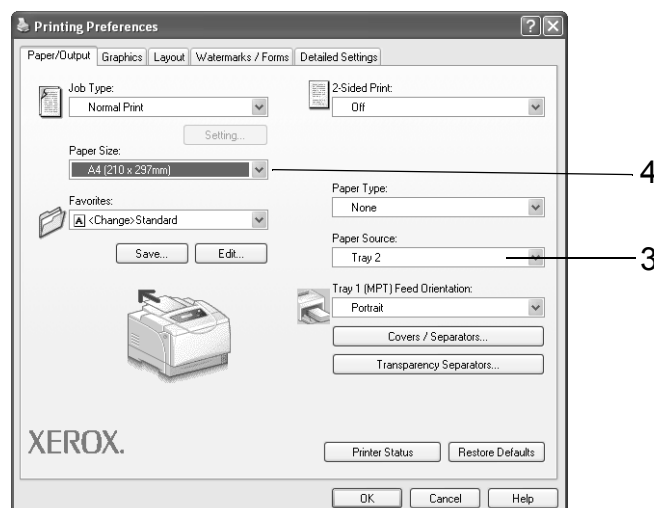 Printing Preferences
Paper/Output Graphics Layout Watermarks / Forms Detailed Settings
Job Type:
Normal Print
Setting...
Paper Size:
A4 (210 x 297mm)
4
Favorites:
A <Change>Standard
Save... Edit...
2-Sided Print:
Off
Paper Type:
None
Paper Source:
Tray 2
3
Tray 1 (MPT) Feed Orientation:
Portrait
Covers / Separators...
Transparency Separators...
XEROX.
Printer Status Restore Defaults
OK Cancel Help